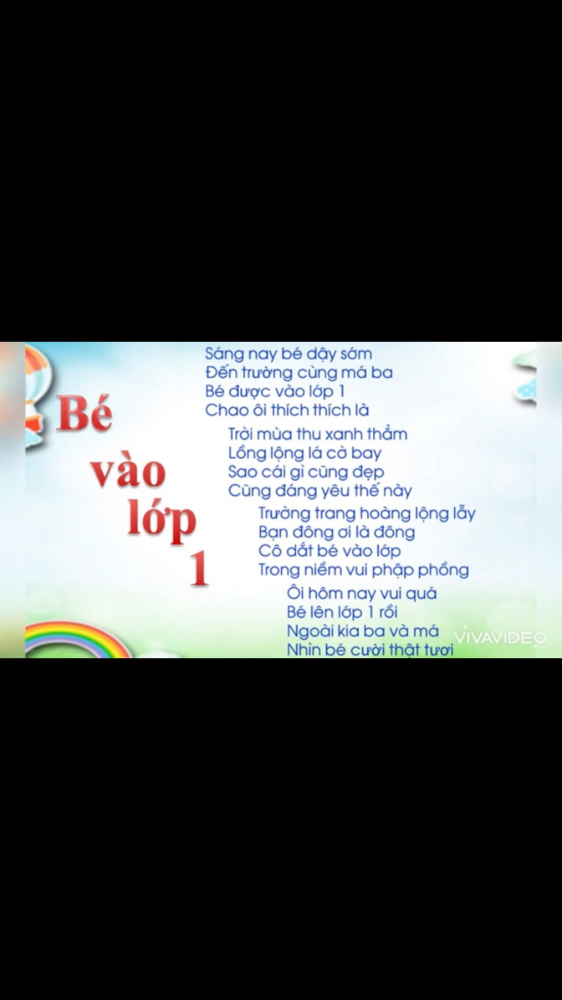 Bé
vào
lớp
1
Sáng nay bé dậy sớm
Đến trường cùng má ba
Bé được vào lớp 1
Chao ôi thích thích là
Trời mùa thu xanh thẳm
Lồng lộng lá cờ bay
Sao cái gì cũng đẹp
Cũng đáng yêu thế này
Trường trang hoàng lộng lẫy
Bạn đông ơi là đông
Cô dắt bé vào lớp
Trong niềm vui phập phồng
Ôi hôm nay vui quá
Bé lên lớp 1 rồi
Ngoài kia ba và má
Nhìn bé cười thật tươi
VIVAVIDEO